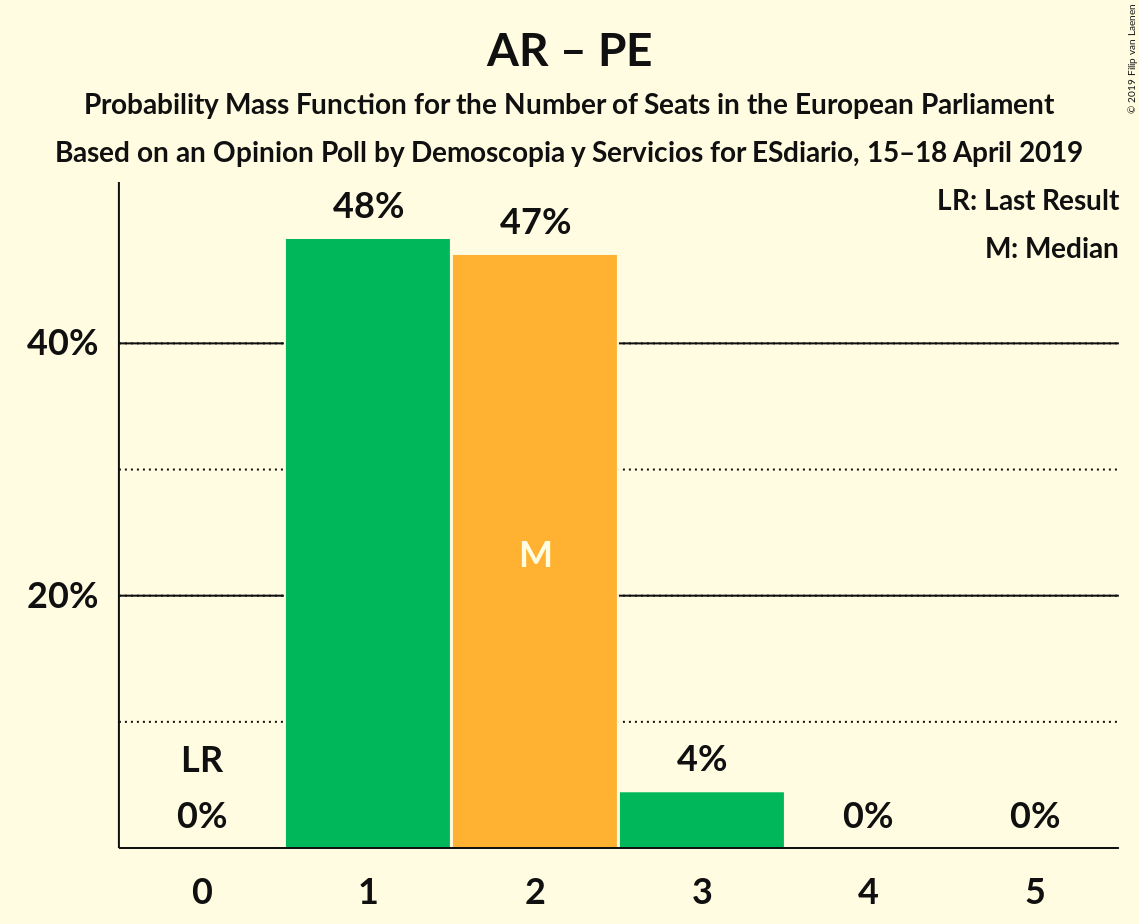 AR – PE
Probability Mass Function for the Number of Seats in the European Parliament
Based on an Opinion Poll by Demoscopia y Servicios for ESdiario, 15–18 April 2019
© 2019 Filip van Laenen
LR: Last Result
M: Median
48%
47%
40%
M
20%
LR
4%
0%
0%
0%
0 1 2 3 4 5